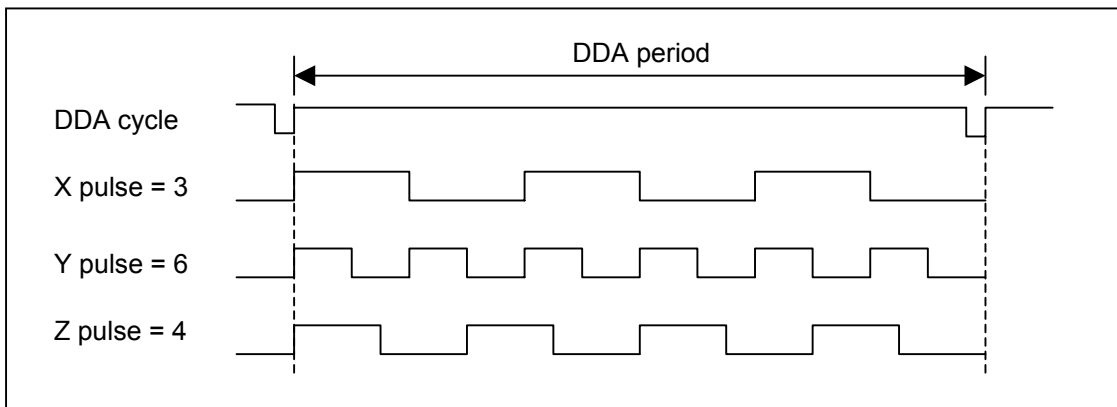 DDA period
DDA cycle
X pulse = 3
Y pulse = 6
Z pulse = 4